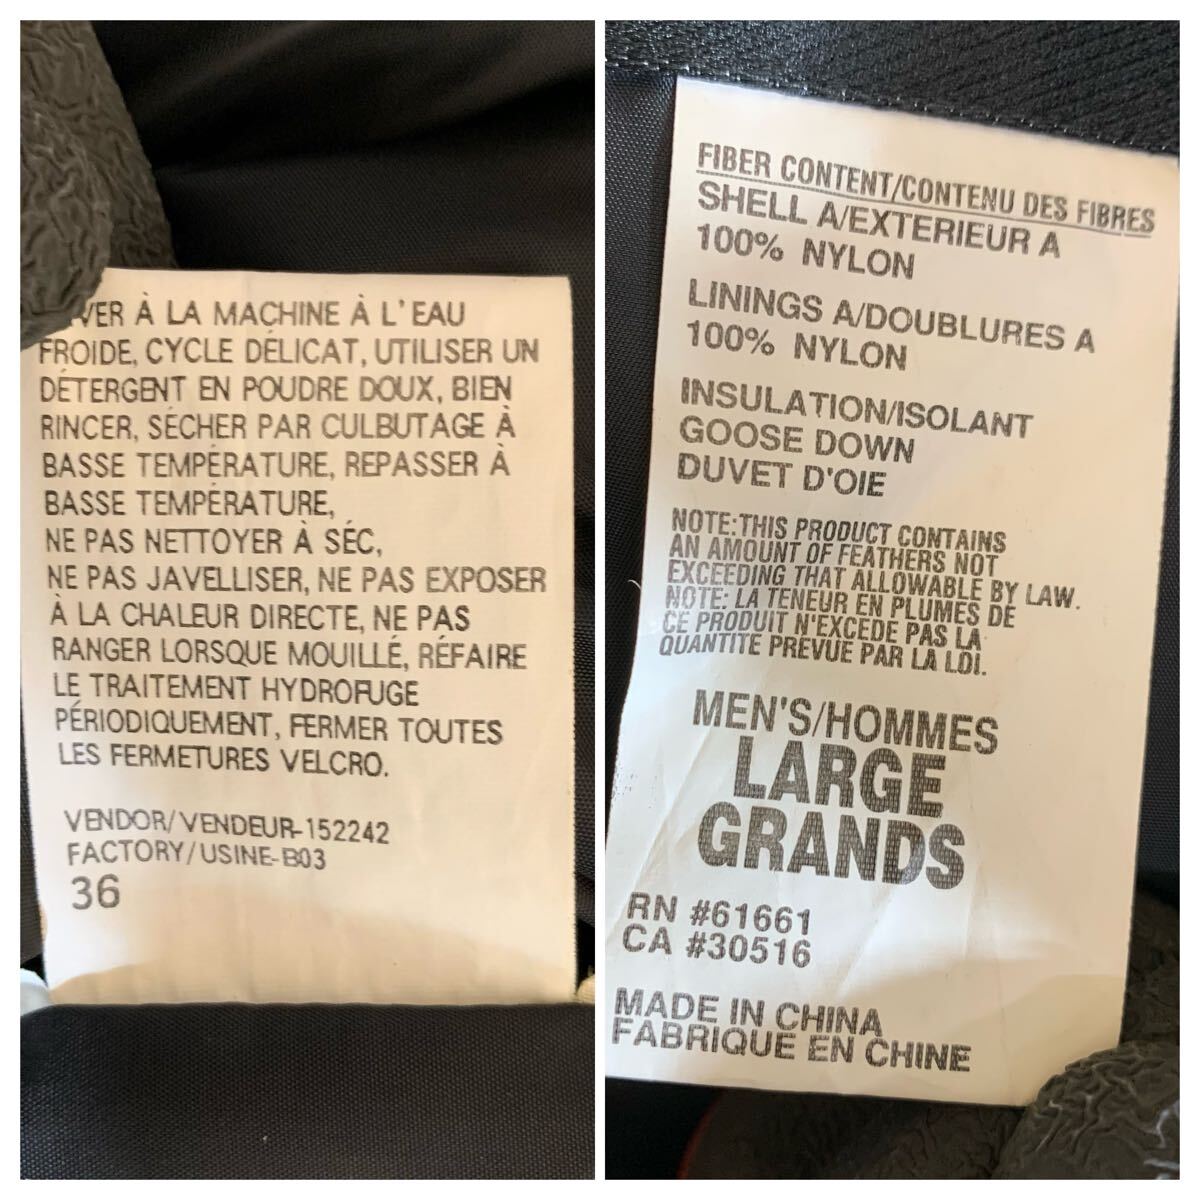 À LA MACHINE À L'EAU
FROIDE, CYCLE DÉLICAT, UTILISER UN
DÉTERGENT EN POUDRE DOUX, BIEN
RINCER, SÉCHER PAR CULBUTAGE À
BASSE TEMPÉRATURE, REPASSER À
BASSE TEMPÉRATURE,
NE PAS NETTOYER À SÉC,
NE PAS JAVELLISER, NE PAS EXPOSER
À LA CHALEUR DIRECTE, NE PAS
RANGER LORSQUE MOUILLÉ, RÉFAIRE
LE TRAITEMENT HYDROFUGE
PÉRIODIQUEMENT, FERMER TOUTES
LES FERMETURES VELCRO.
VENDOR/VENDEUR-152242
FACTORY/USINE-B03
36
FIBER CONTENT/CONTENU DES FIBRES
SHELL A/EXTERIEUR A
100% NYLON
LININGS A/DOUBLURES A
100% NYLON
INSULATION/ISOLANT
GOOSE DOWN
DUVET D'OIE
NOTE:THIS PRODUCT CONTAINS
AN AMOUNT OF FEATHERS NOT
EXCEEDING THAT ALLOWABLE BY LAW.
NOTE: LA TENEUR EN PLUMES DE
CE PRODUIT N'EXCEDE PAS LA
QUANTITE PREVUE PAR LA LOI.
MEN'S/HOMMES
LARGE
GRANDS
RN #61661
CA #30516
MADE IN CHINA
FABRIQUE EN CHINE